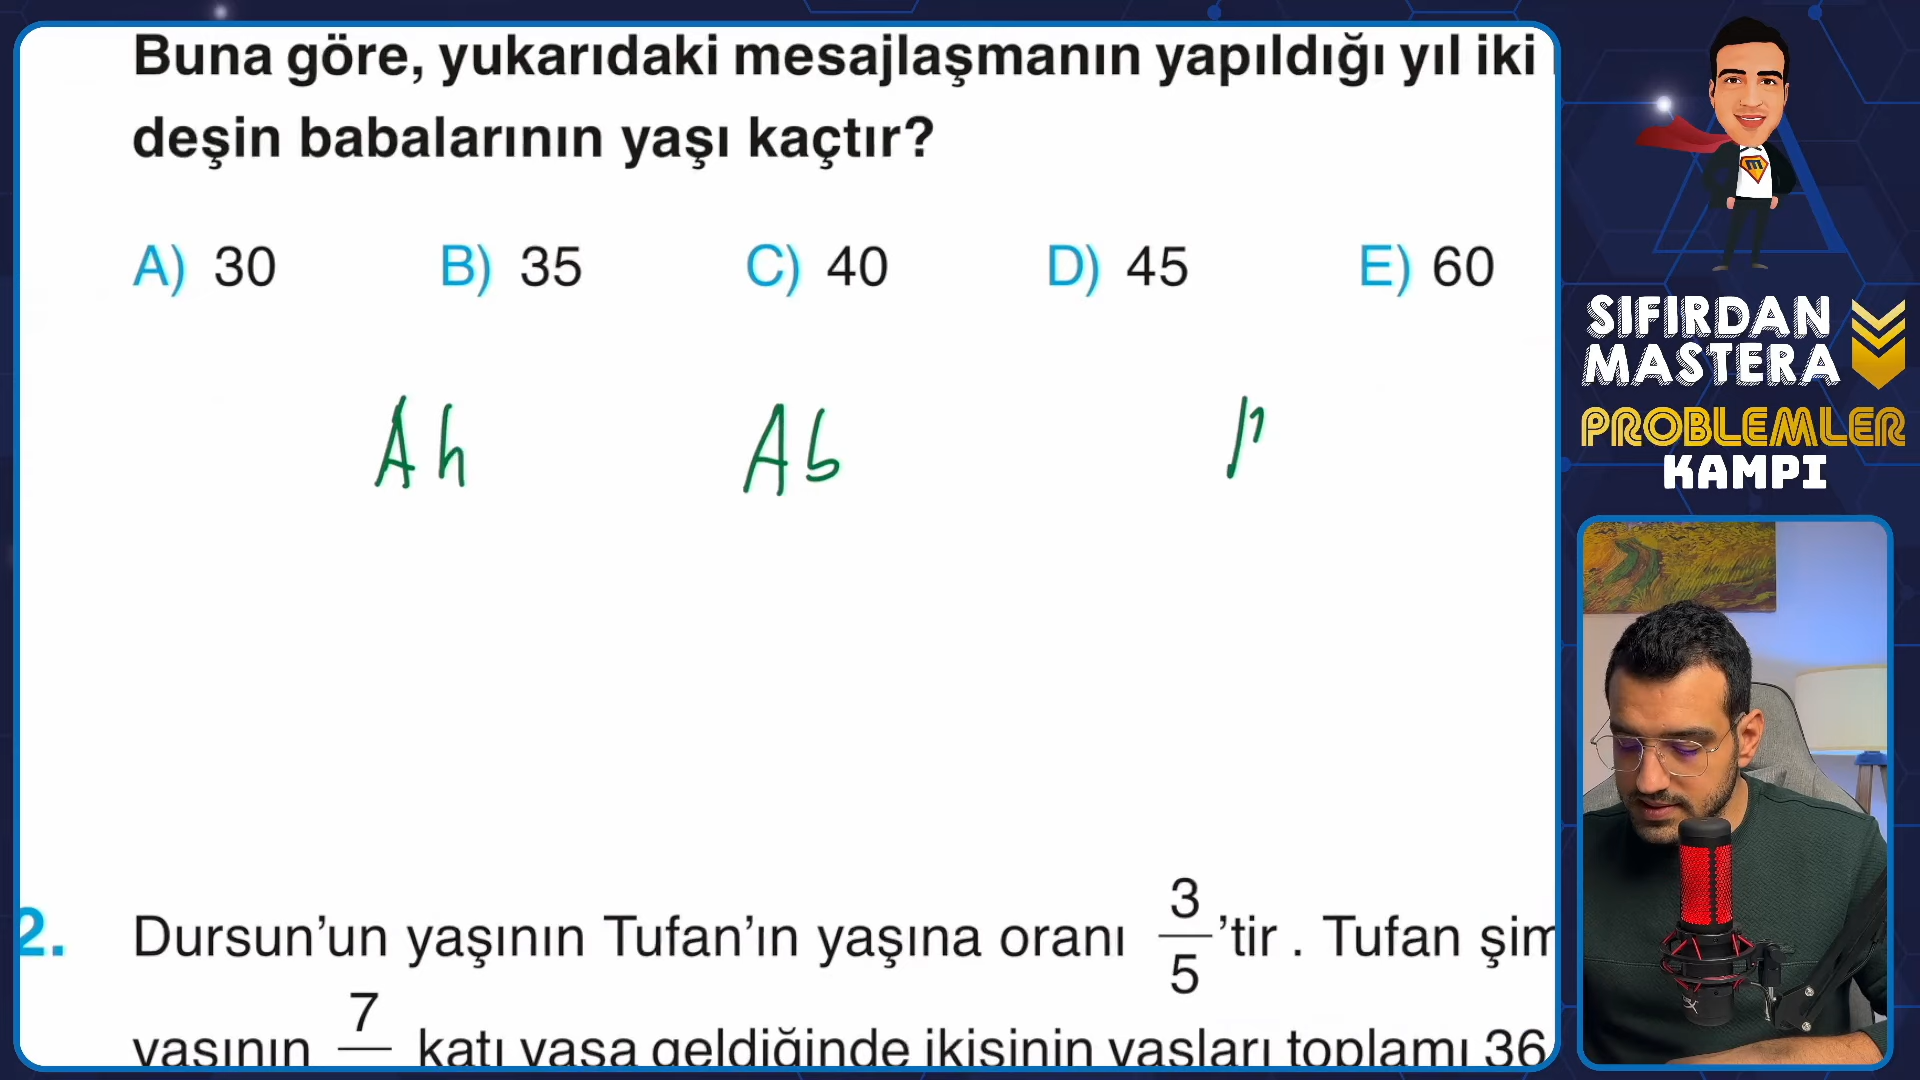 Buna göre, yukarıdaki mesajlaşmanın yapıldığı yıl iki
deşin babalarının yaşı kaçtır?
A) 30 B) 35 C) 40 D) 45 E) 60
Ah Ab
2. Dursun’un yaşının Tufan’ın yaşına oranı 3/5 ’tir . Tufan şim
yaşının 7 katı yaşa geldiğinde ikisinin yaşları toplamı 36
SIFIRDAN
MASTERA
PROBLEMLER
KAMPI